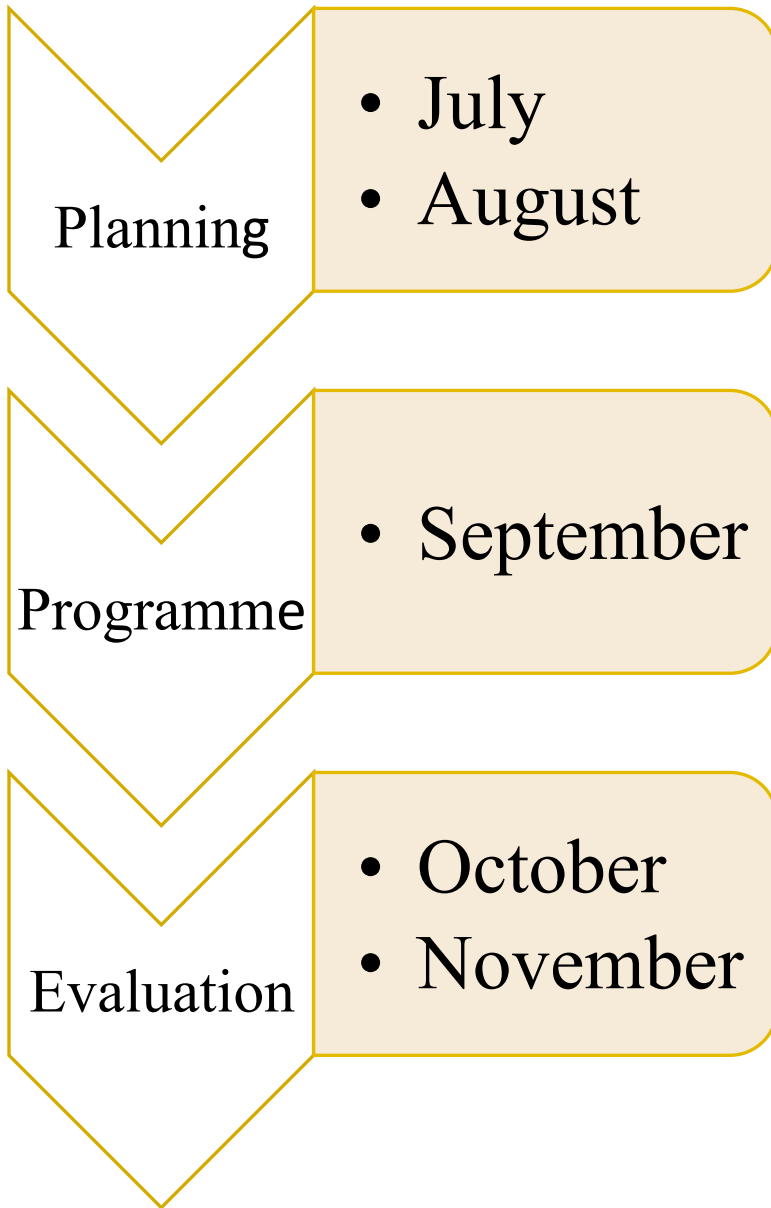 Planning
• July
• August
Programme
• September
Evaluation
• October
• November